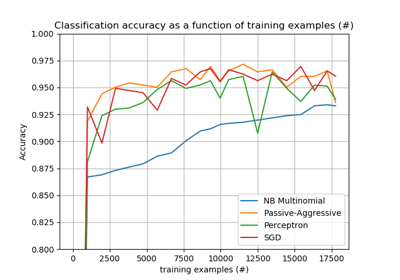 Classification accuracy as a function of training examples (#)
1.000
0.975
0.950
0.925
0.900
0.875
0.850
0.825
0.800
Accuracy
0 2500 5000 7500 10000 12500 15000 17500
training examples (#)
NB Multinomial
Passive-Aggressive
Perceptron
SGD